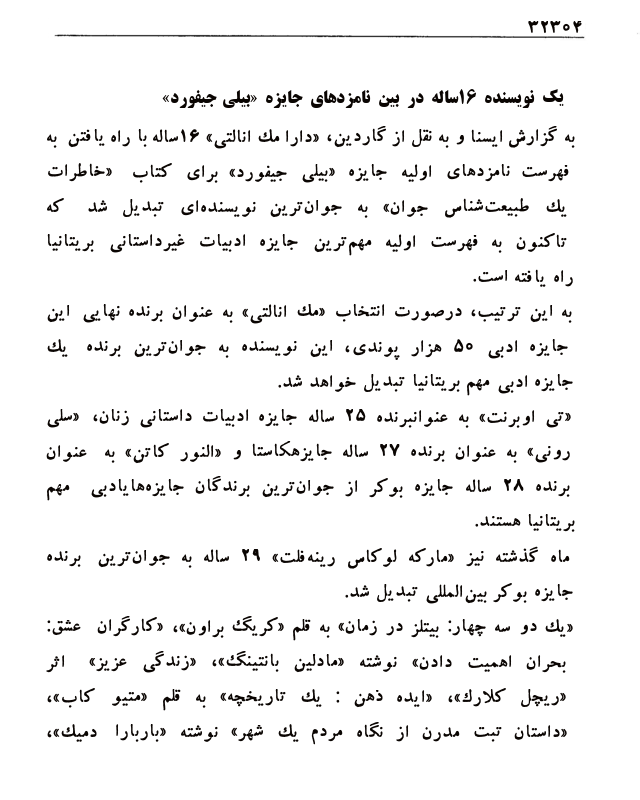 ۳۲۳۰۴
یک نویسنده ۱۶ساله در بین نامزدهای جایزه «بیلی جیفورد»
به گزارش ایسنا و به نقل از گاردین، «دارا مك انالتی» ۱۶ساله با راه یافتن به
فهرست نامزدهای اولیه جایزه «بیلی جیفورد» برای کتاب «خاطرات
یك طبیعت‌شناس جوان» به جوان‌ترین نویسنده‌ای تبدیل شد که
تاکنون به فهرست اولیه مهم‌ترین جایزه ادبیات غیرداستانی بریتانیا
راه یافته است.
به این ترتیب، درصورت انتخاب «مك انالتی» به عنوان برنده نهایی این
جایزه ادبی ۵۰ هزار پوندی، این نویسنده به جوان‌ترین برنده یك
جایزه ادبی مهم بریتانیا تبدیل خواهد شد.
«تی اوبرنت» به عنوانبرنده ۲۵ ساله جایزه ادبیات داستانی زنان، «سلی
رونی» به عنوان برنده ۲۷ ساله جایزهکاستا و «النور کاتن» به عنوان
برنده ۲۸ ساله جایزه بوکر از جوان‌ترین برندگان جایزه‌هایادبی مهم
بریتانیا هستند.
ماه گذشته نیز «مارکه لوکاس رینه‌فلت» ۲۹ ساله به جوان‌ترین برنده
جایزه بوکر بین‌المللی تبدیل شد.
«یك دو سه چهار: بیتلز در زمان» به قلم «کریگ براون»، «کارگران عشق:
بحران اهمیت دادن» نوشته «مادلین بانتینگ»، «زندگی عزیز» اثر
«ریچل کلارك»، «ایده ذهن : یك تاریخچه» به قلم «متیو کاب»،
«داستان تبت مدرن از نگاه مردم یك شهر» نوشته «باربارا دمیك»،